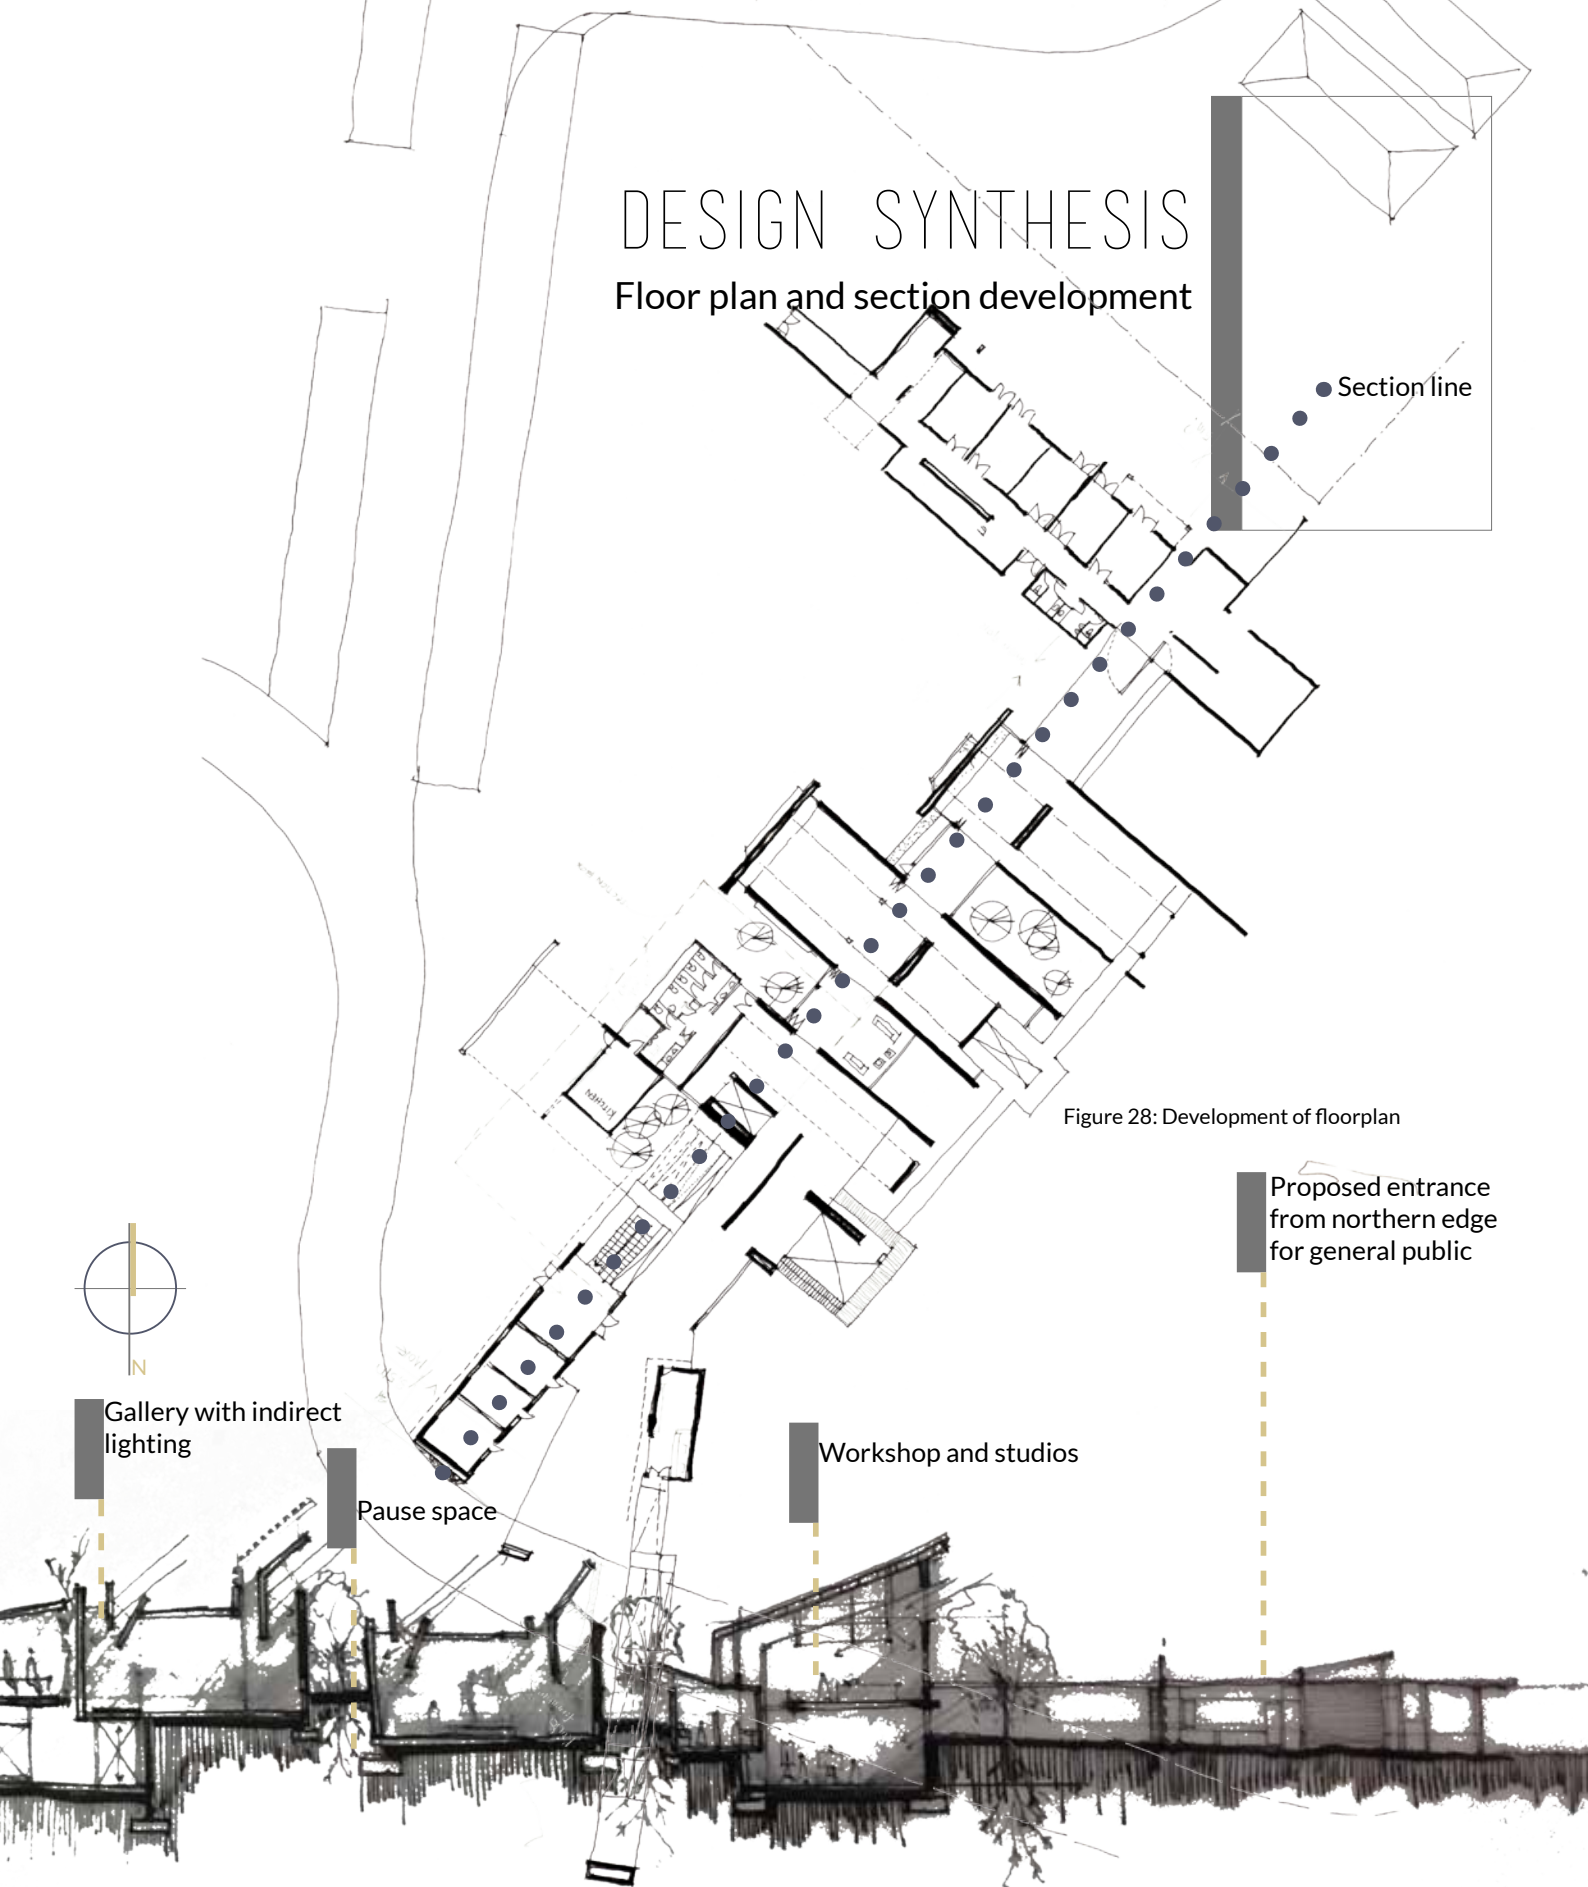 DESIGN SYNTHESIS
Floor plan and section development
Section line
KITCHEN
Figure 28: Development of floorplan
Proposed entrance
from northern edge
for general public
N
Gallery with indirect
lighting
Pause space
Workshop and studios